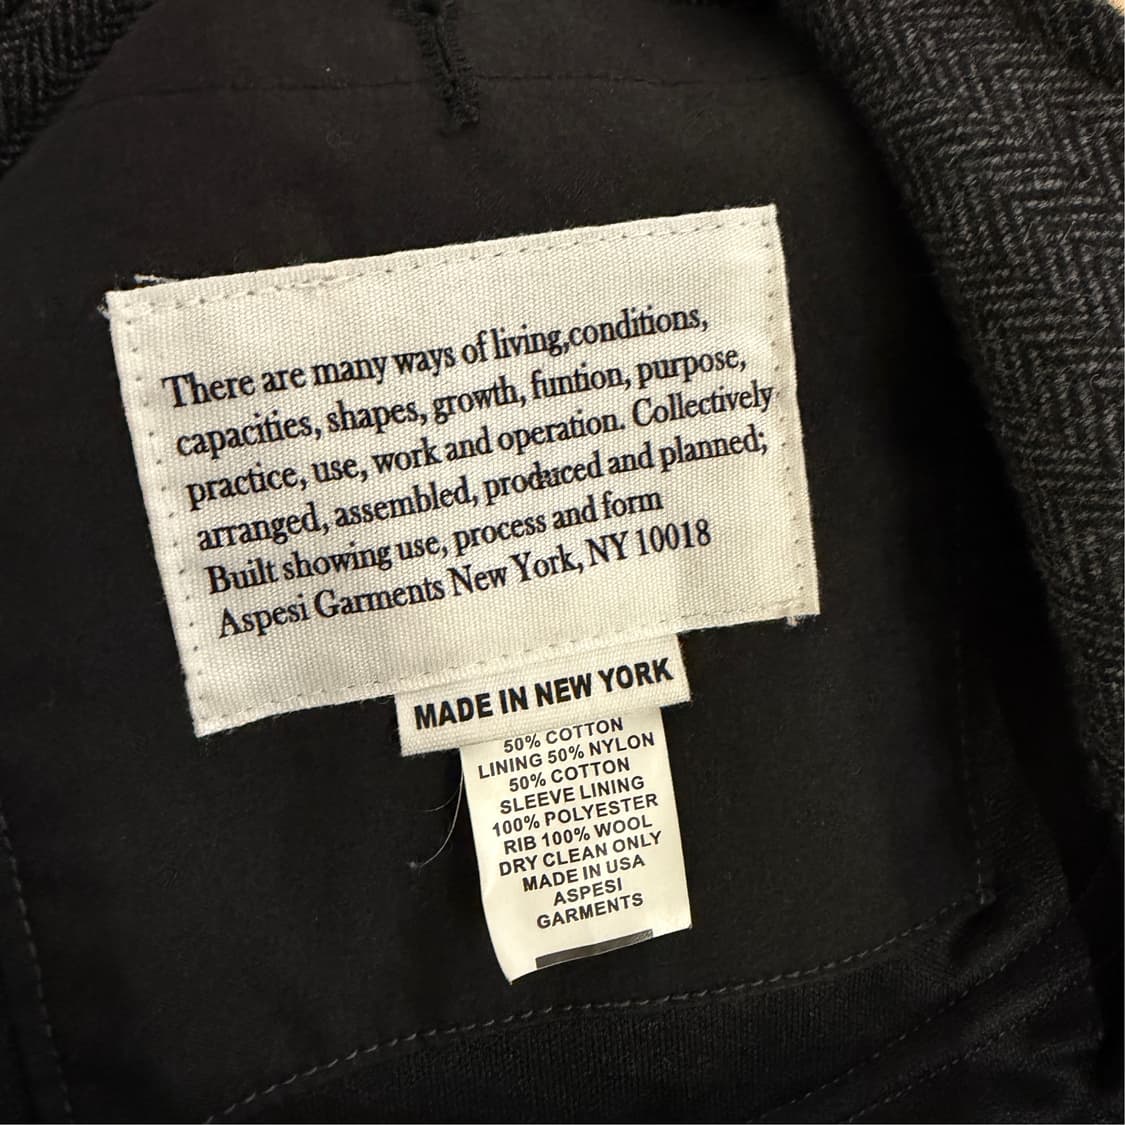 There are many ways of living,conditions,
capacities, shapes, growth, funtion, purpose,
practice, use, work and operation. Collectively
arranged, assembled, produced and planned;
Built showing use, process and form
Aspesi Garments New York, NY 10018
MADE IN NEW YORK
50% COTTON
LINING 50% NYLON
50% COTTON
SLEEVE LINING
100% POLYESTER
RIB 100% WOOL
DRY CLEAN ONLY
MADE IN USA
ASPESI
GARMENTS